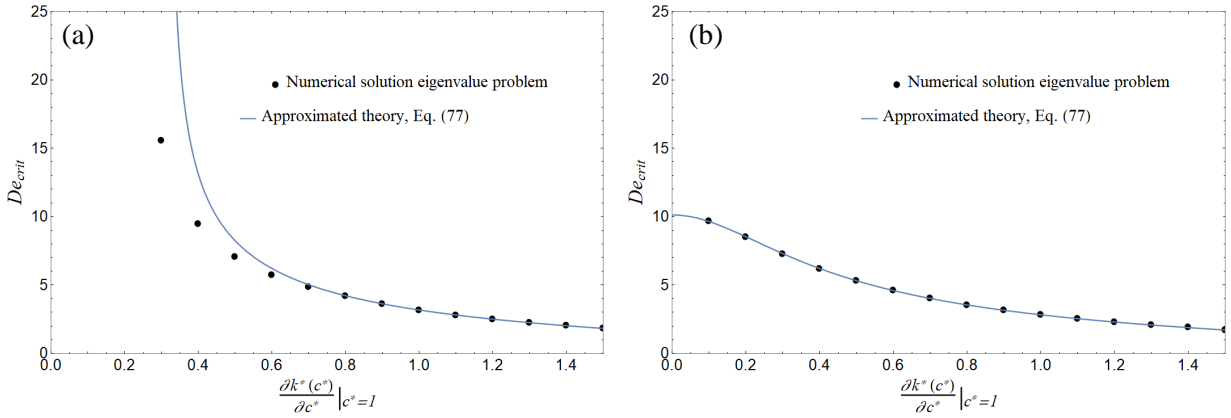 (a)
25
20
15
10
5
0
De_crit
Numerical solution eigenvalue problem
Approximated theory, Eq. (77)
0.0 0.2 0.4 0.6 0.8 1.0 1.2 1.4
∂k*(c*)
∂c* |c*=1
(b)
25
20
15
10
5
0
De_crit
Numerical solution eigenvalue problem
Approximated theory, Eq. (77)
0.0 0.2 0.4 0.6 0.8 1.0 1.2 1.4
∂k*(c*)
∂c* |c*=1